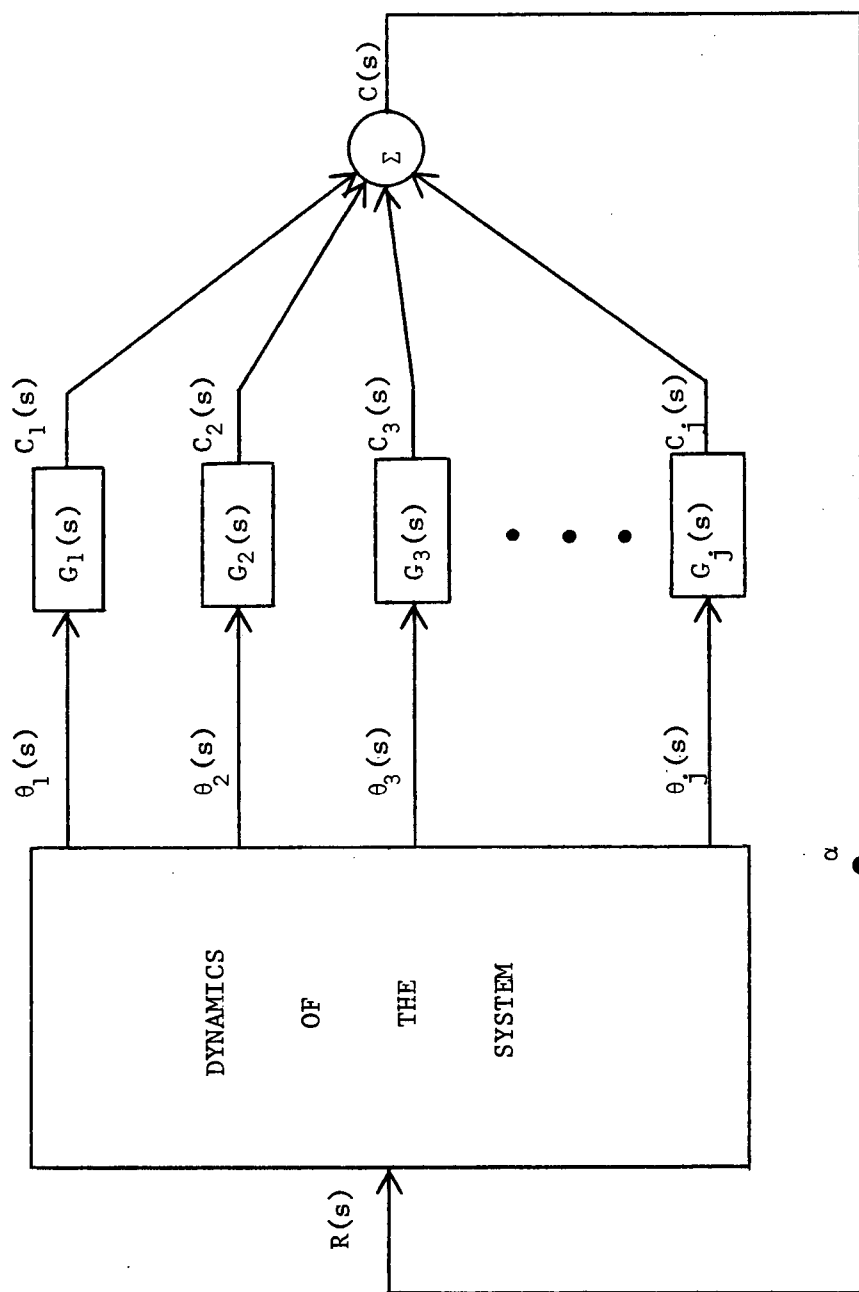 R(s)
DYNAMICS
OF
THE
SYSTEM
θ₁(s)
θ₂(s)
θ₃(s)
θⱼ(s)
G₁(s)
G₂(s)
G₃(s)
Gⱼ(s)
C₁(s)
C₂(s)
C₃(s)
Cⱼ(s)
Σ
C(s)
α